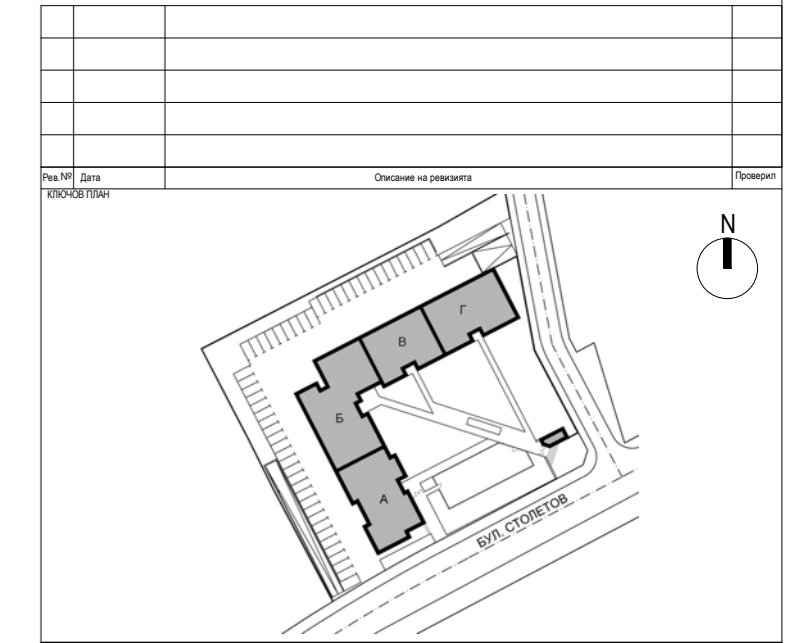 Рев.№ Дата Описание на ревизията Проверил
КЛЮЧОВ ПЛАН
N
Г
В
Б
А
БУЛ. СТОЛЕТОВ